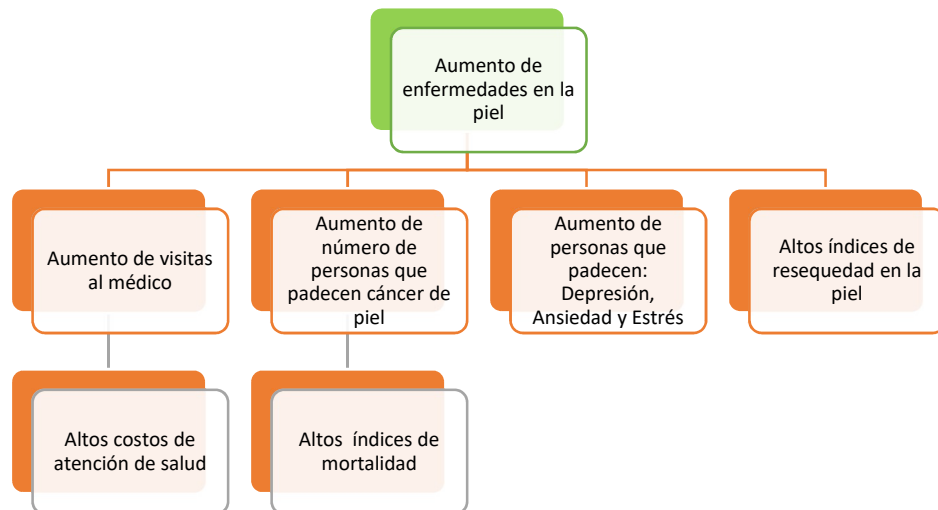 Aumento de
enfermedades en la
piel
Aumento de visitas
al médico
Aumento de
número de
personas que
padecen cáncer de
piel
Aumento de
personas que
padecen:
Depresión,
Ansiedad y Estrés
Altos índices de
resequedad en la
piel
Altos costos de
atención de salud
Altos índices de
mortalidad